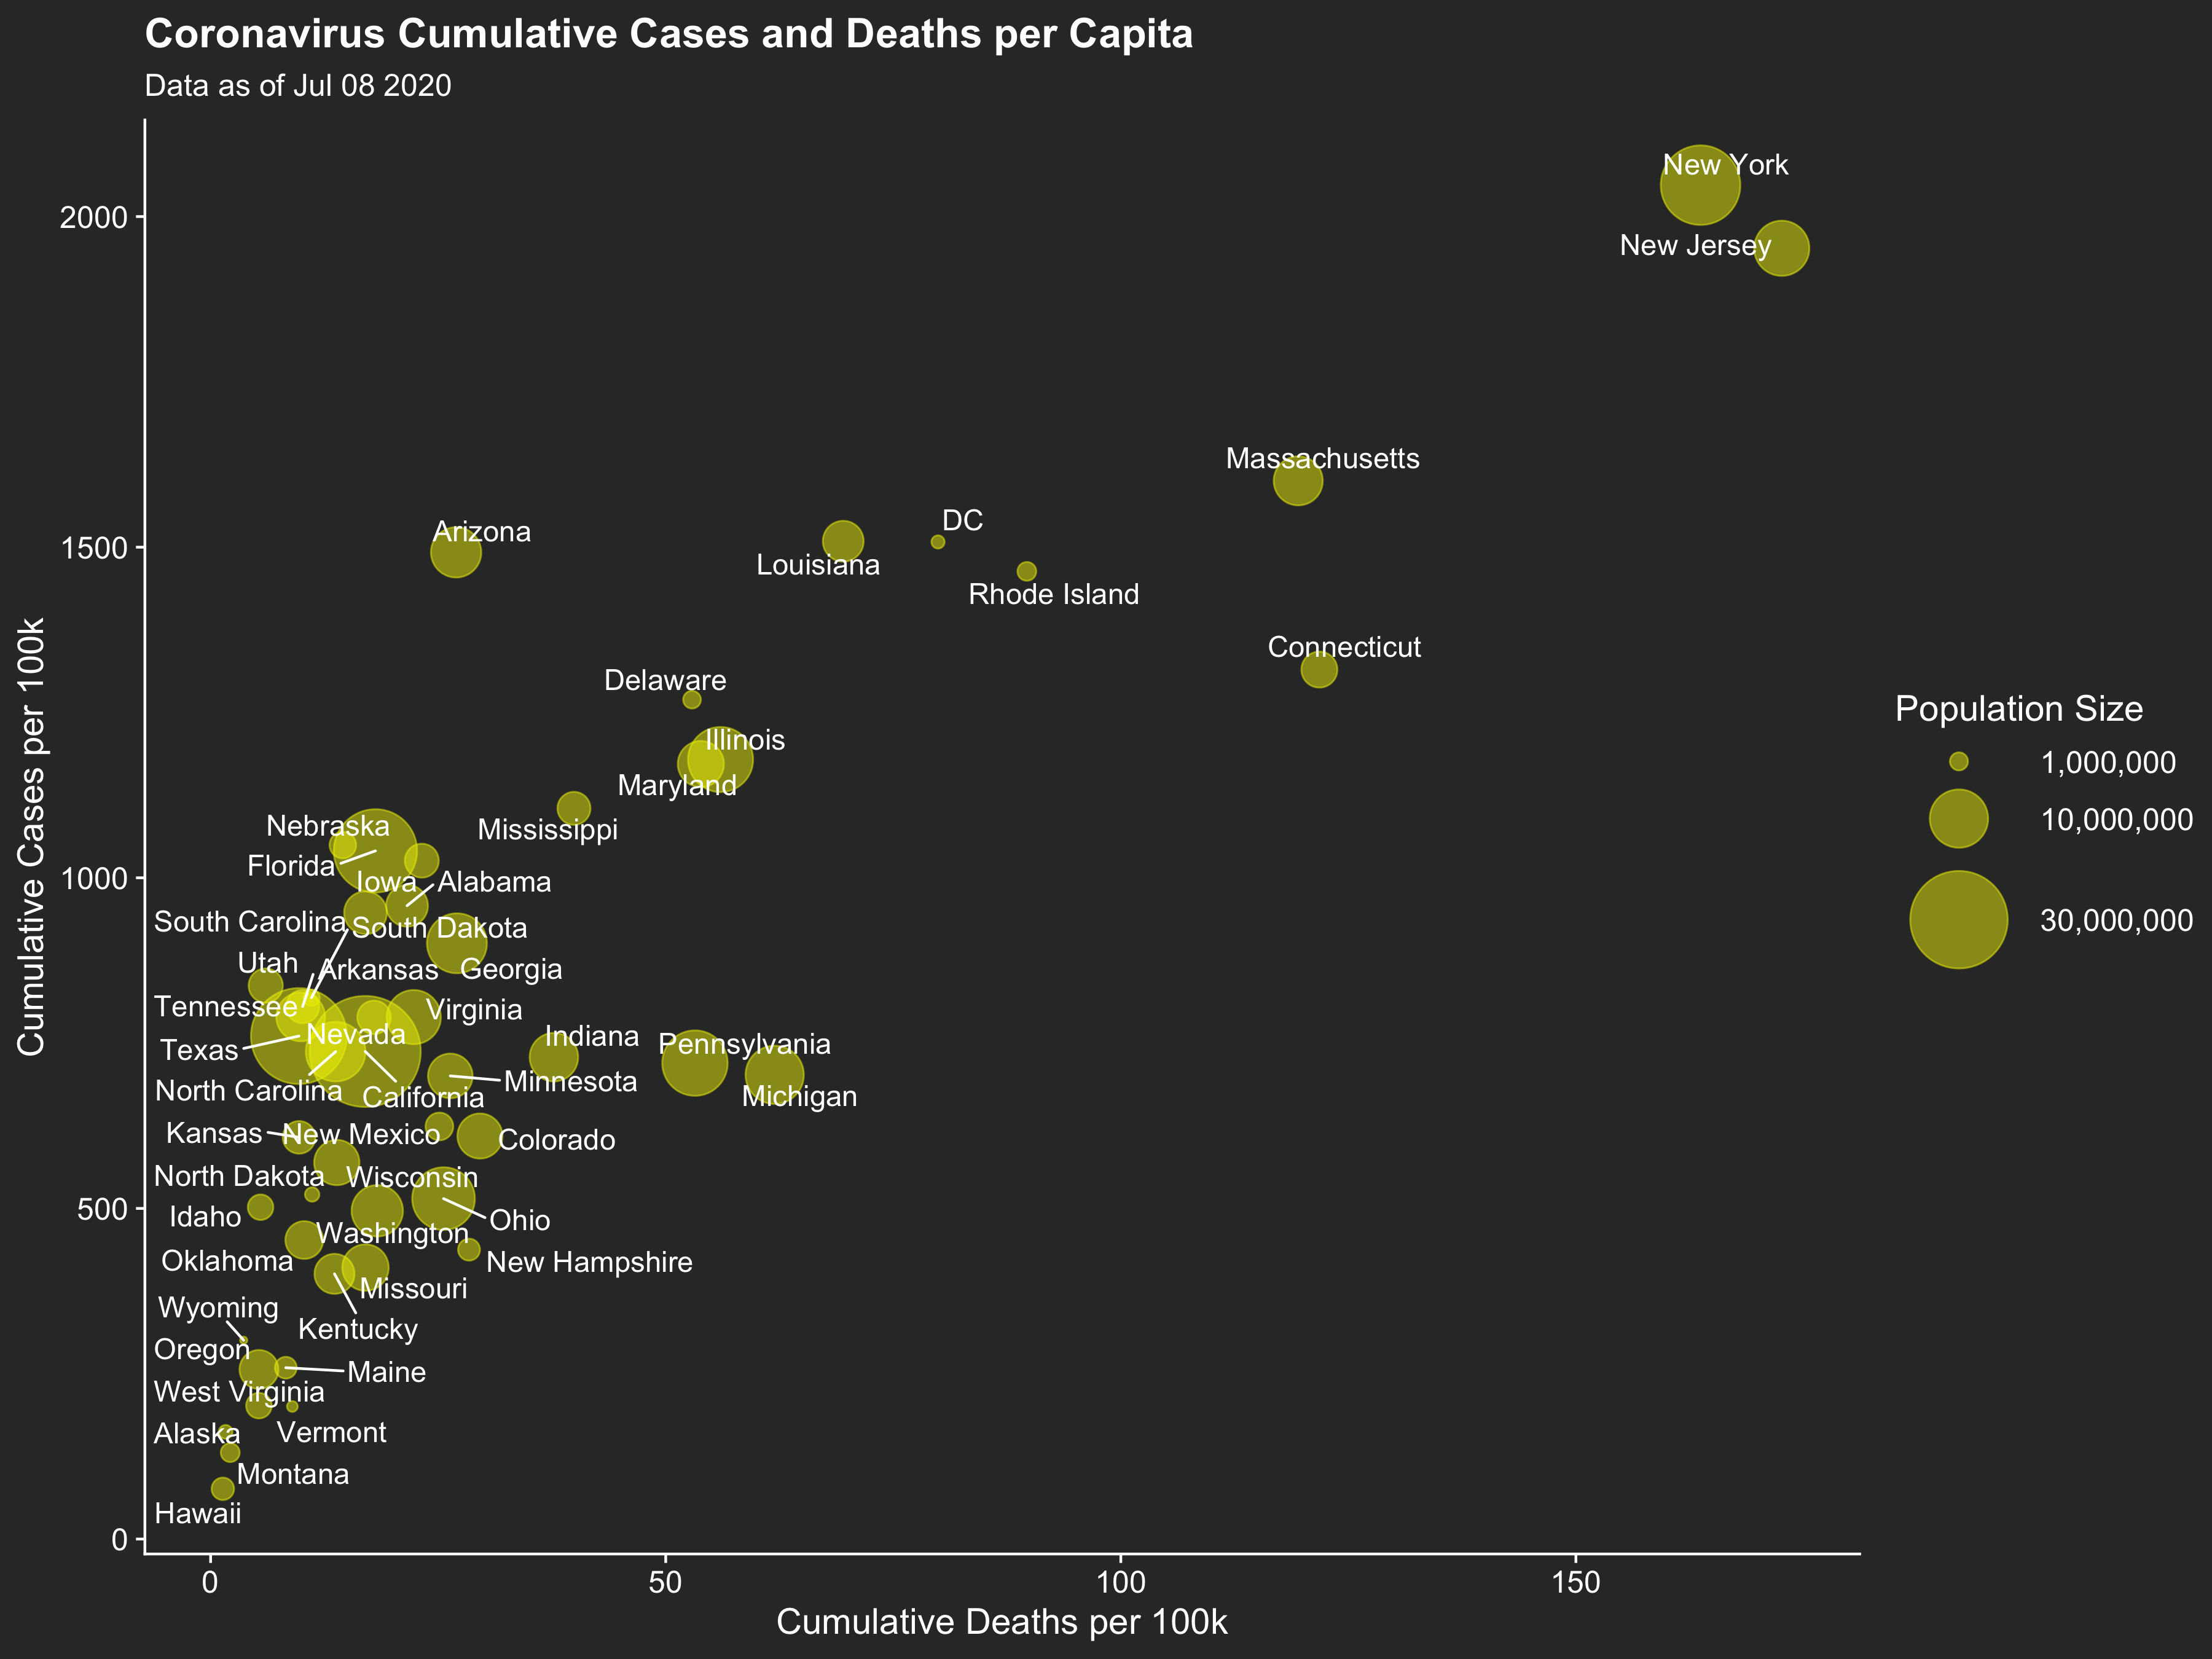 Coronavirus Cumulative Cases and Deaths per Capita
Data as of Jul 08 2020
Cumulative Cases per 100k
2000
1500
1000
500
0
New York
New Jersey
Massachusetts
DC
Arizona
Louisiana
Rhode Island
Connecticut
Delaware
Illinois
Maryland
Nebraska
Mississippi
Florida
Iowa
Alabama
South Carolina
South Dakota
Utah
Arkansas
Georgia
Tennessee
Virginia
Nevada
Indiana
Texas
Pennsylvania
Minnesota
North Carolina
California
Michigan
Kansas
New Mexico
Colorado
North Dakota
Wisconsin
Idaho
Ohio
Washington
Oklahoma
New Hampshire
Missouri
Wyoming
Kentucky
Oregon
Maine
West Virginia
Alaska
Vermont
Montana
Hawaii
0
50
100
150
Cumulative Deaths per 100k
Population Size
1,000,000
10,000,000
30,000,000